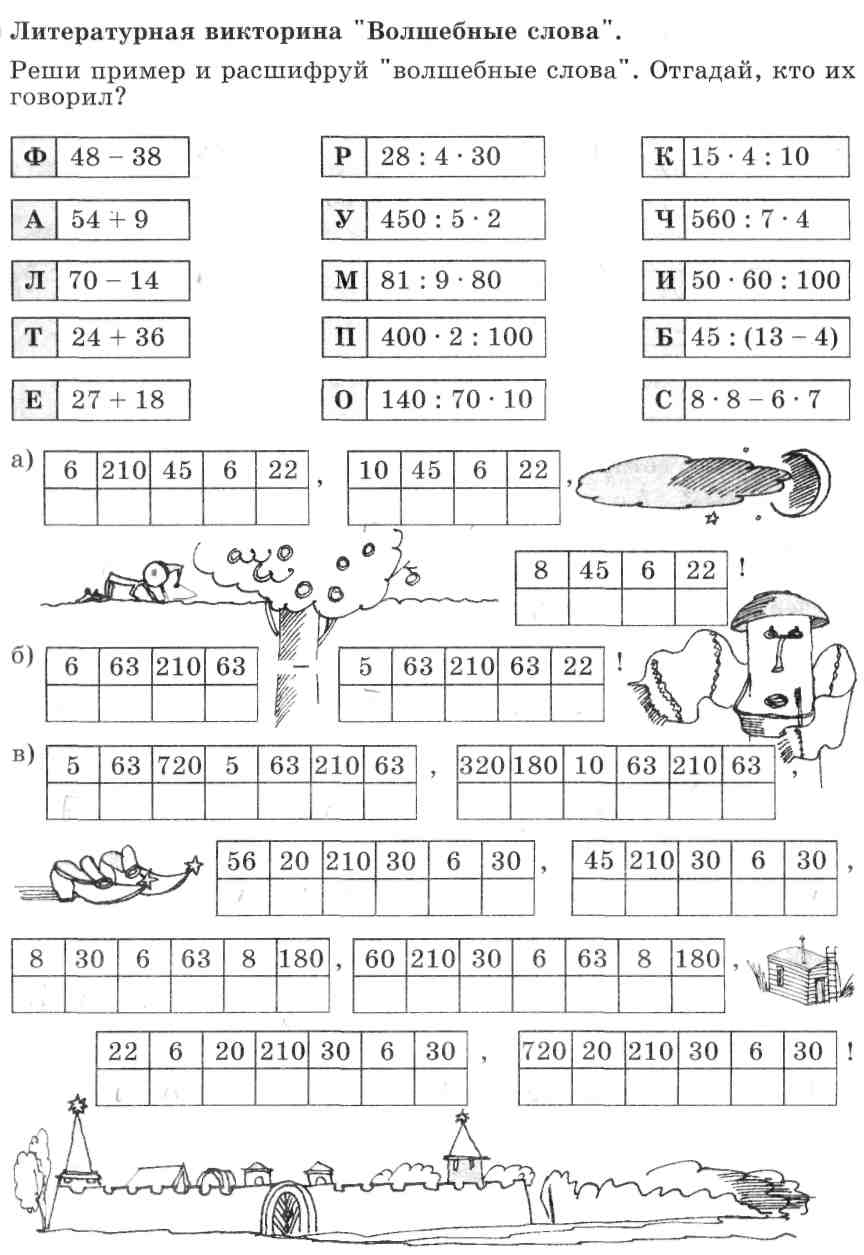 Литературная викторина "Волшебные слова".
Реши пример и расшифруй "волшебные слова". Отгадай, кто их
говорил?
Ф 48 – 38 Р 28 : 4 · 30 К 15 · 4 : 10
А 54 + 9 У 450 : 5 · 2 Ч 560 : 7 · 4
Л 70 – 14 М 81 : 9 · 80 И 50 · 60 : 100
Т 24 + 36 П 400 · 2 : 100 Б 45 : (13 – 4)
Е 27 + 18 О 140 : 70 · 10 С 8 · 8 – 6 · 7
а) 6 210 45 6 22 , 10 45 6 22 ,
8 45 6 22 !
б) 6 63 210 63 – 5 63 210 63 22 !
в) 5 63 720 5 63 210 63 , 320 180 10 63 210 63 ,
56 20 210 30 6 30 , 45 210 30 6 30 ,
8 30 6 63 8 180 , 60 210 30 6 63 8 180 ,
22 6 20 210 30 6 30 , 720 20 210 30 6 30 !